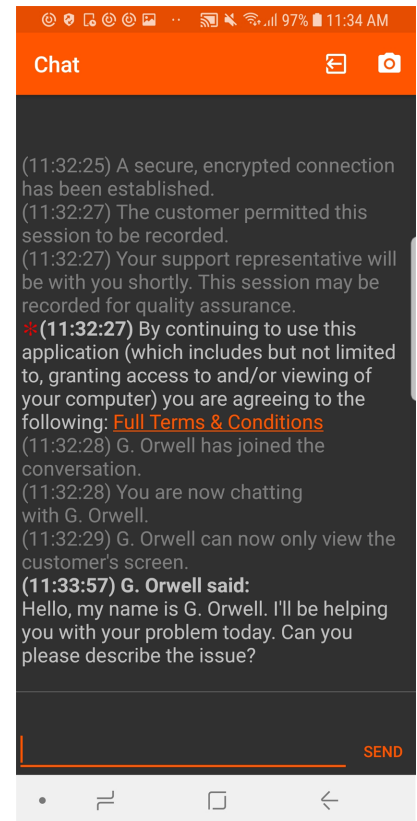 97% 11:34 AM
Chat
(11:32:25) A secure, encrypted connection
has been established.
(11:32:27) The customer permitted this
session to be recorded.
(11:32:27) Your support representative will
be with you shortly. This session may be
recorded for quality assurance.
*(11:32:27) By continuing to use this
application (which includes but not limited
to, granting access to and/or viewing of
your computer) you are agreeing to the
following: Full Terms & Conditions
(11:32:28) G. Orwell has joined the
conversation.
(11:32:28) You are now chatting
with G. Orwell.
(11:32:29) G. Orwell can now only view the
customer's screen.
(11:33:57) G. Orwell said:
Hello, my name is G. Orwell. I'll be helping
you with your problem today. Can you
please describe the issue?
SEND